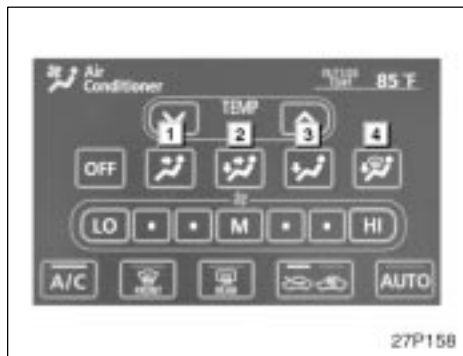 Air
Conditioner
OUTSIDE
TEMP
85°F
TEMP
1 2 3 4
OFF
LO M HI
A/C FRONT REAR AUTO
27P158